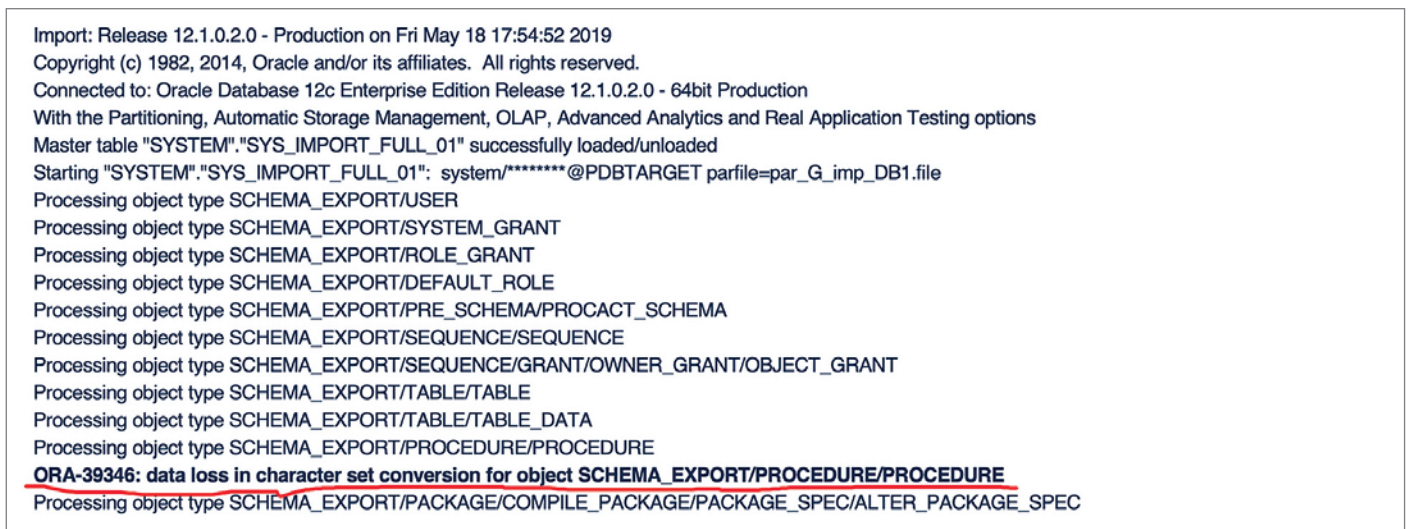 Import: Release 12.1.0.2.0 - Production on Fri May 18 17:54:52 2019
Copyright (c) 1982, 2014, Oracle and/or its affiliates.  All rights reserved.
Connected to: Oracle Database 12c Enterprise Edition Release 12.1.0.2.0 - 64bit Production
With the Partitioning, Automatic Storage Management, OLAP, Advanced Analytics and Real Application Testing options
Master table "SYSTEM"."SYS_IMPORT_FULL_01" successfully loaded/unloaded
Starting "SYSTEM"."SYS_IMPORT_FULL_01":  system/********@PDBTARGET parfile=par_G_imp_DB1.file
Processing object type SCHEMA_EXPORT/USER
Processing object type SCHEMA_EXPORT/SYSTEM_GRANT
Processing object type SCHEMA_EXPORT/ROLE_GRANT
Processing object type SCHEMA_EXPORT/DEFAULT_ROLE
Processing object type SCHEMA_EXPORT/PRE_SCHEMA/PROCACT_SCHEMA
Processing object type SCHEMA_EXPORT/SEQUENCE/SEQUENCE
Processing object type SCHEMA_EXPORT/SEQUENCE/GRANT/OWNER_GRANT/OBJECT_GRANT
Processing object type SCHEMA_EXPORT/TABLE/TABLE
Processing object type SCHEMA_EXPORT/TABLE/TABLE_DATA
Processing object type SCHEMA_EXPORT/PROCEDURE/PROCEDURE
ORA-39346: data loss in character set conversion for object SCHEMA_EXPORT/PROCEDURE/PROCEDURE
Processing object type SCHEMA_EXPORT/PACKAGE/COMPILE_PACKAGE/PACKAGE_SPEC/ALTER_PACKAGE_SPEC